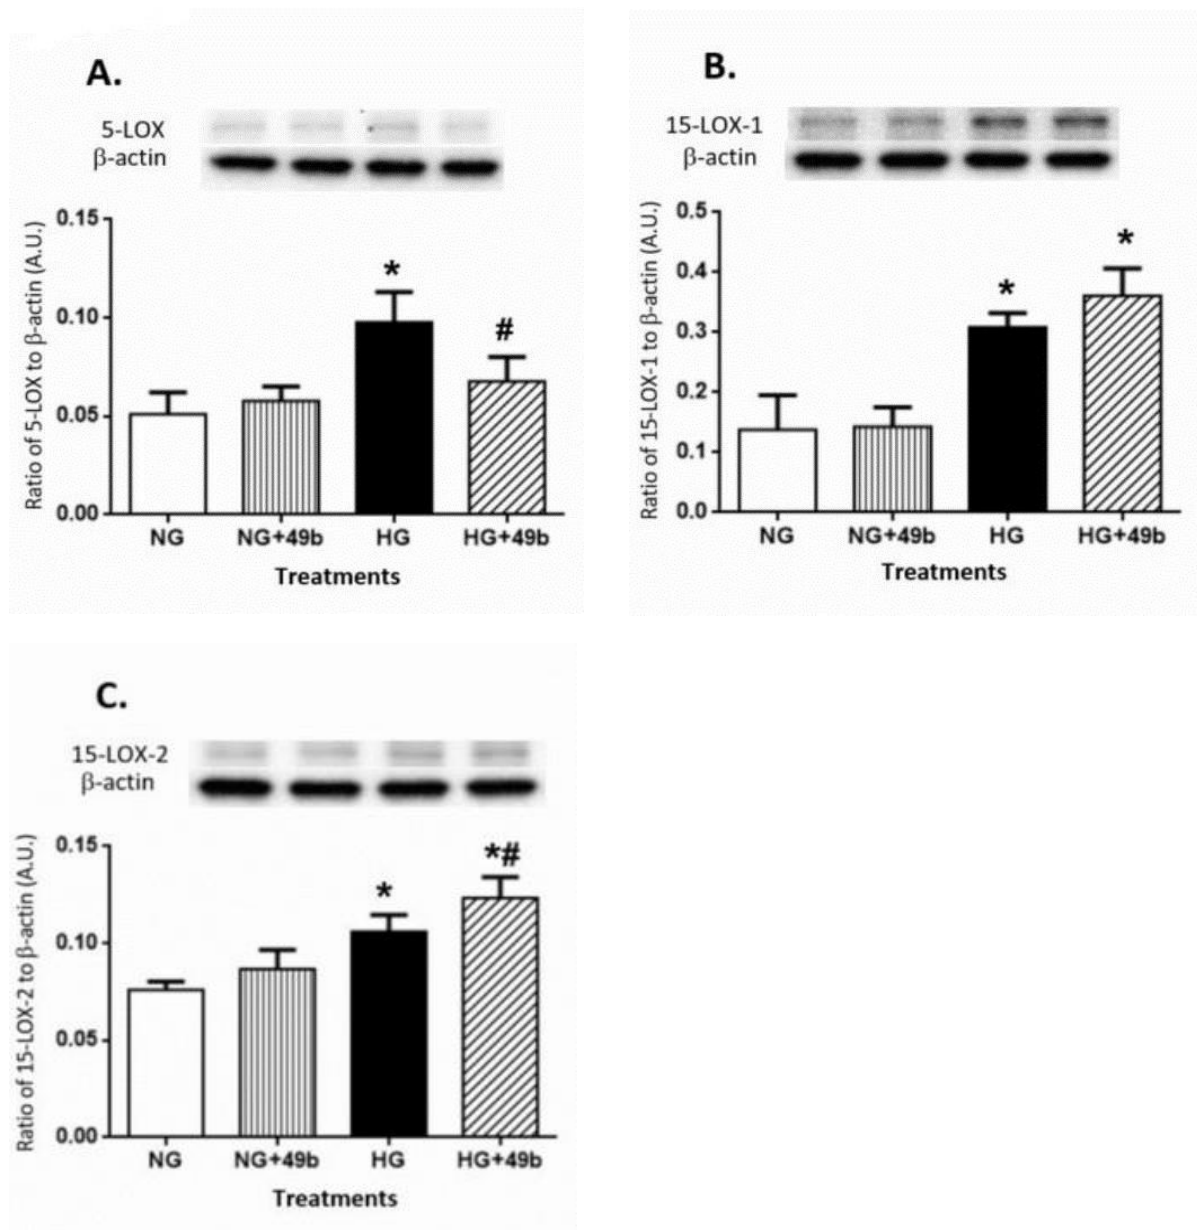 A.
5-LOX
β-actin
Ratio of 5-LOX to β-actin (A.U.)
0.15
0.10
0.05
0.00
*
#
NG NG+49b HG HG+49b
Treatments
B.
15-LOX-1
β-actin
Ratio of 15-LOX-1 to β-actin (A.U.)
0.5
0.4
0.3
0.2
0.1
0.0
*
*
NG NG+49b HG HG+49b
Treatments
C.
15-LOX-2
β-actin
Ratio of 15-LOX-2 to β-actin (A.U.)
0.15
0.10
0.05
0.00
*
*#
NG NG+49b HG HG+49b
Treatments